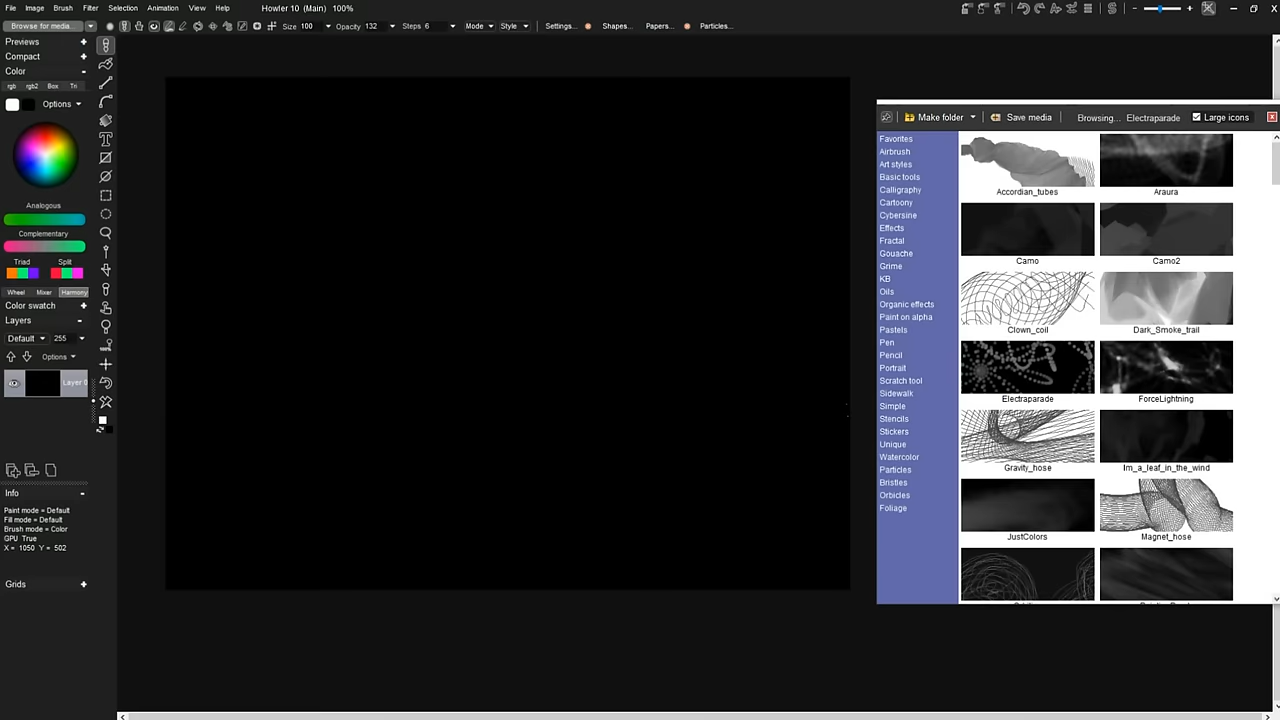 File Image Brush Filter Selection Animation View Help Howler 10 (Main) 100%
Browse for media... Size 100 Opacity 132 Steps 6 Mode Style Settings... Shapes... Papers... Particles...
Previews
Compact
Color
rgb rgb2 Box Tri
Options
Analogous
Complementary
Triad Split
Wheel Mixer Harmony
Color swatch
Layers
Default 255
Options
Layer 0
Info
Paint mode = Default
Fill mode = Default
Brush mode = Color
GPU True
X = 1050 Y = 502
Grids
Make folder Save media Browsing... Electraparade Large icons
Favorites
Airbrush
Art styles
Basic tools
Calligraphy
Cartoony
Cybersine
Effects
Fractal
Gouache
Grime
KB
Oils
Organic effects
Paint on alpha
Pastels
Pen
Pencil
Portrait
Scratch tool
Sidewalk
Simple
Stencils
Stickers
Unique
Watercolor
Particles
Bristles
Orbicles
Foliage
Accordian_tubes Araura
Camo Camo2
Clown_coil Dark_Smoke_trail
Electraparade ForceLightning
Gravity_hose Im_a_leaf_in_the_wind
JustColors Magnet_hose